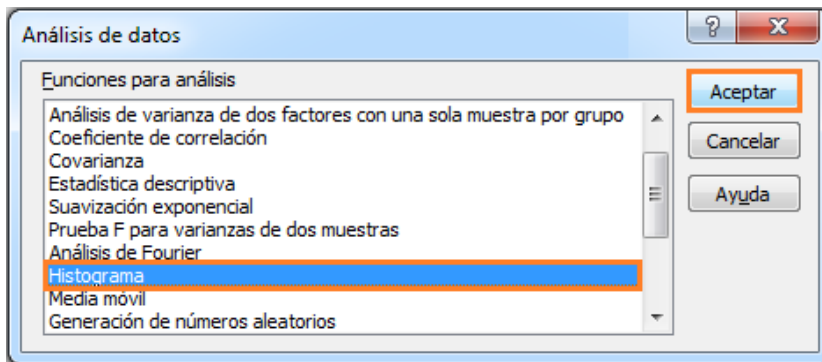 Análisis de datos
Funciones para análisis
Análisis de varianza de dos factores con una sola muestra por grupo
Coeficiente de correlación
Covarianza
Estadística descriptiva
Suavización exponencial
Prueba F para varianzas de dos muestras
Análisis de Fourier
Histograma
Media móvil
Generación de números aleatorios
Aceptar
Cancelar
Ayuda